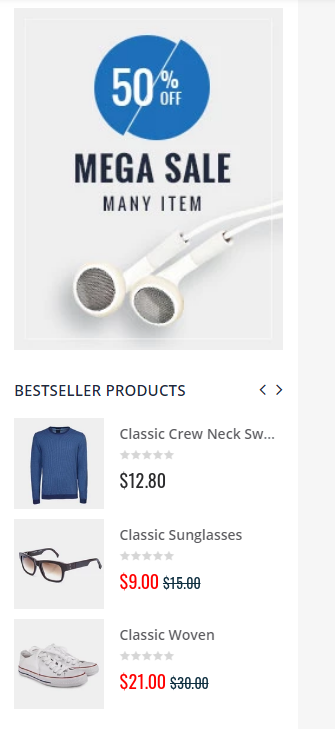 50%
OFF
MEGA SALE
MANY ITEM
BESTSELLER PRODUCTS
Classic Crew Neck Sw...
$12.80
Classic Sunglasses
$9.00 $15.00
Classic Woven
$21.00 $30.00